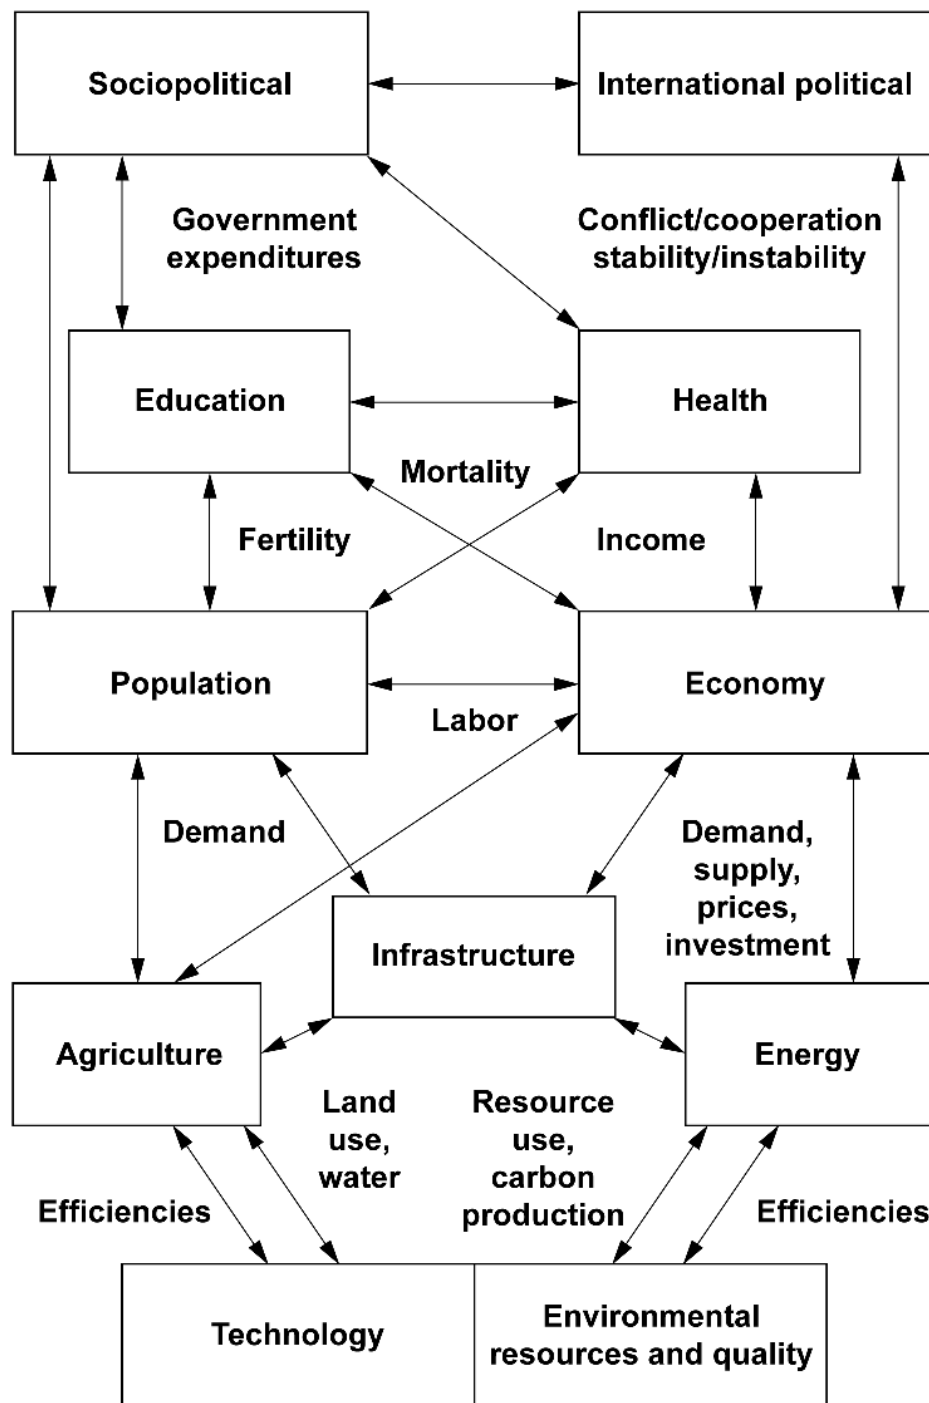 Sociopolitical
International political
Government
expenditures
Conflict/cooperation
stability/instability
Education
Health
Mortality
Fertility
Income
Population
Economy
Labor
Demand
Demand,
supply,
prices,
investment
Infrastructure
Agriculture
Energy
Land
use,
water
Resource
use,
carbon
production
Efficiencies
Efficiencies
Technology
Environmental
resources and quality